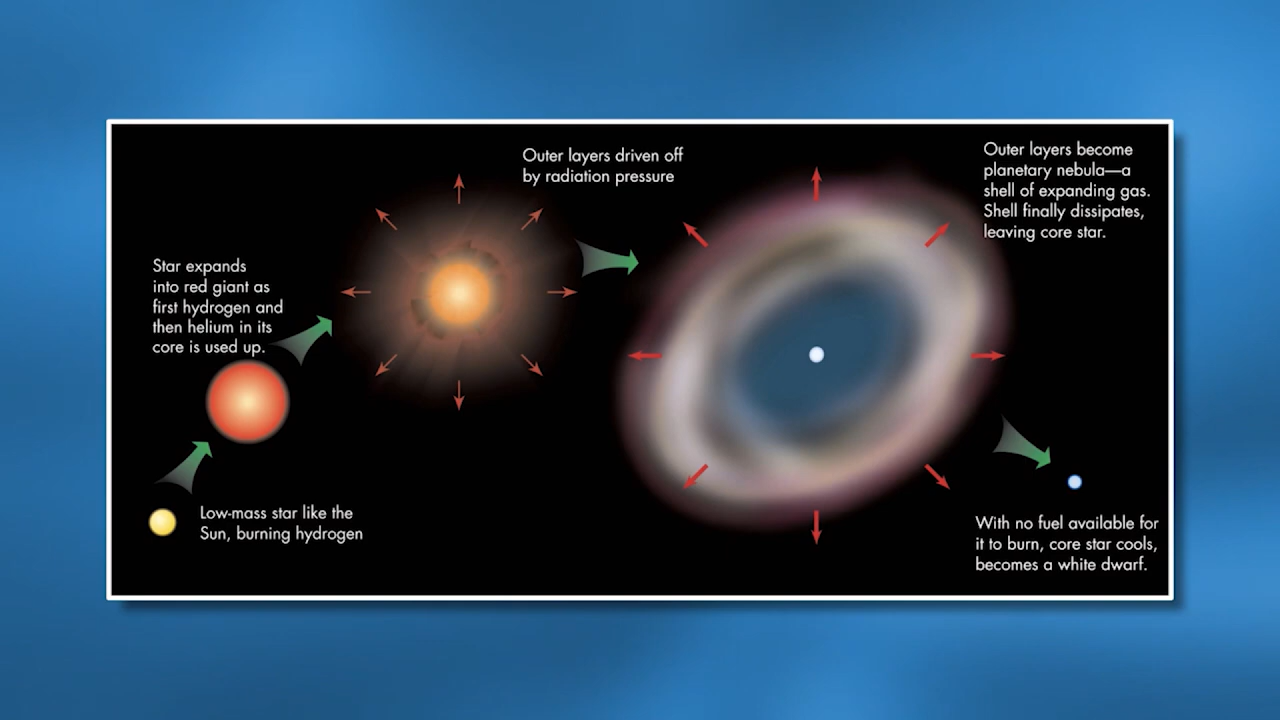 Star expands
into red giant as
first hydrogen and
then helium in its
core is used up.
Low-mass star like the
Sun, burning hydrogen
Outer layers driven off
by radiation pressure
Outer layers become
planetary nebula—a
shell of expanding gas.
Shell finally dissipates,
leaving core star.
With no fuel available for
it to burn, core star cools,
becomes a white dwarf.